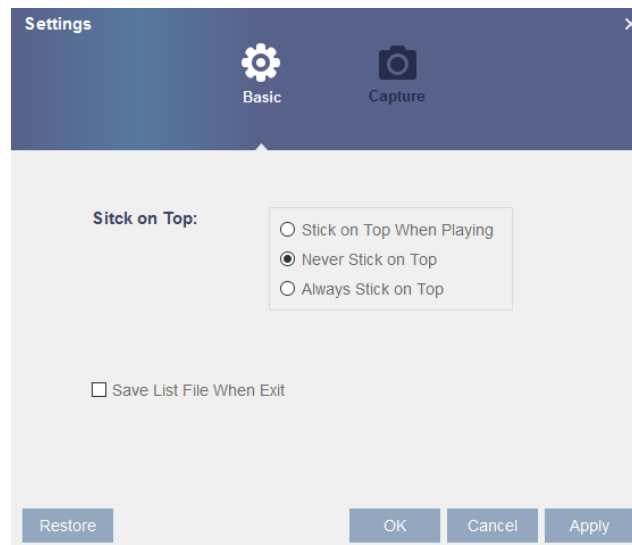 Settings
Basic
Capture
Sitck on Top:
Stick on Top When Playing
Never Stick on Top
Always Stick on Top
Save List File When Exit
Restore
OK
Cancel
Apply